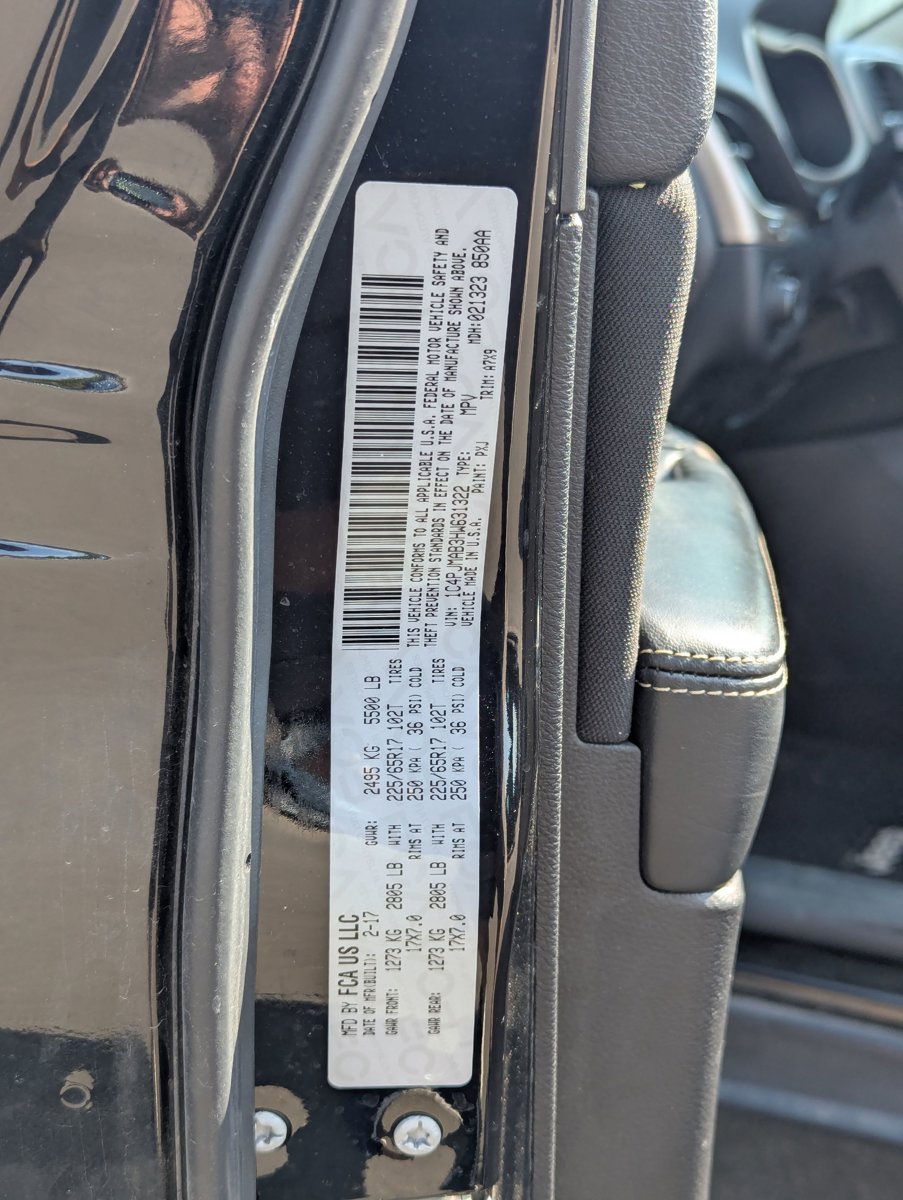 MFD BY FCA US LLC
DATE OF MFR(BUILT): 2-17 GVWR: 2495 KG 5500 LB
GAWR FRONT: 1273 KG 2805 LB WITH 225/65R17 102T TIRES
17X7.0 RIMS AT 250 KPA ( 36 PSI) COLD
GAWR REAR: 1273 KG 2805 LB WITH 225/65R17 102T TIRES
17X7.0 RIMS AT 250 KPA ( 36 PSI) COLD
THIS VEHICLE CONFORMS TO ALL APPLICABLE U.S.A. FEDERAL MOTOR VEHICLE SAFETY AND
THEFT PREVENTION STANDARDS IN EFFECT ON THE DATE OF MANUFACTURE SHOWN ABOVE.
VIN: 1C4PJMAB3HW631322 TYPE: MPV MDH:021323 850AA
VEHICLE MADE IN U.S.A. PAINT: PXJ TRIM: A7X9